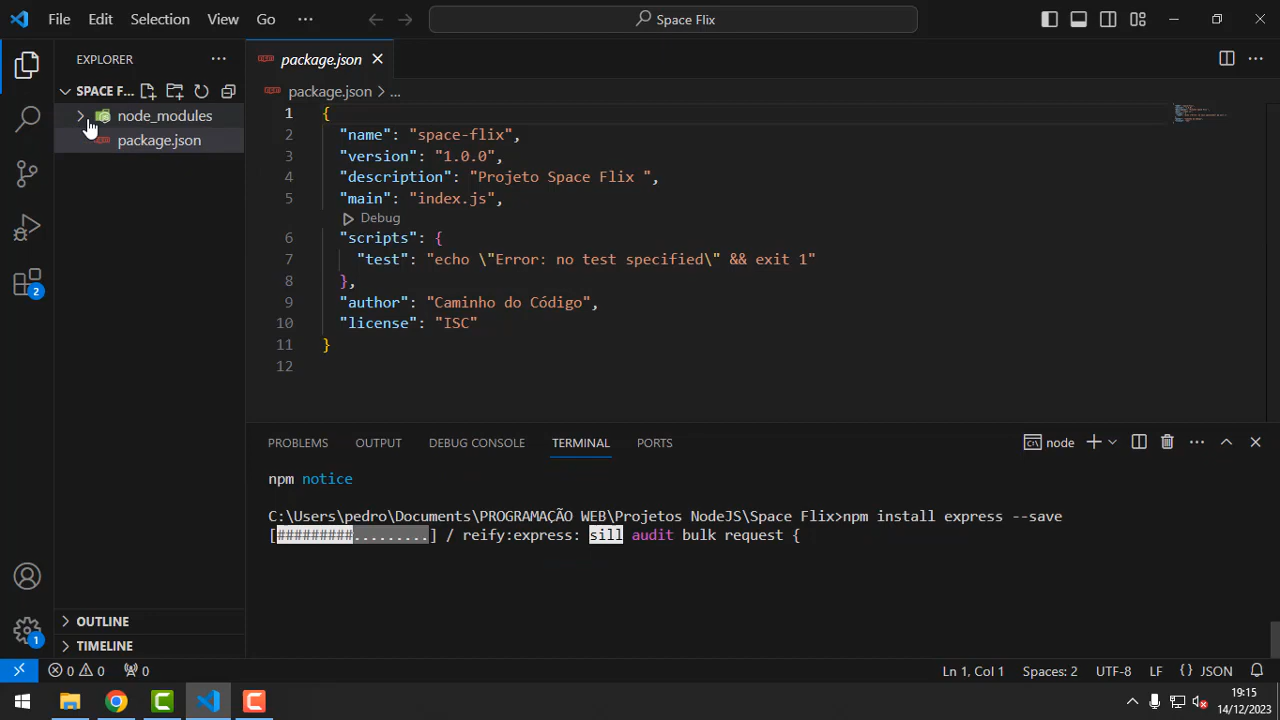 File Edit Selection View Go ··· Space Flix
EXPLORER ···
SPACE F...
node_modules
package.json
package.json
package.json > ...
1 {
2 "name": "space-flix",
3 "version": "1.0.0",
4 "description": "Projeto Space Flix ",
5 "main": "index.js",
Debug
6 "scripts": {
7 "test": "echo \"Error: no test specified\" && exit 1"
8 },
9 "author": "Caminho do Código",
10 "license": "ISC"
11 }
12
2
PROBLEMS OUTPUT DEBUG CONSOLE TERMINAL PORTS node
npm notice
C:\Users\pedro\Documents\PROGRAMAÇÃO WEB\Projetos NodeJS\Space Flix>npm install express --save
[#########.........] / reify:express: sill audit bulk request {
OUTLINE
TIMELINE
1
0 0 0 Ln 1, Col 1 Spaces: 2 UTF-8 LF {} JSON
19:15
14/12/2023